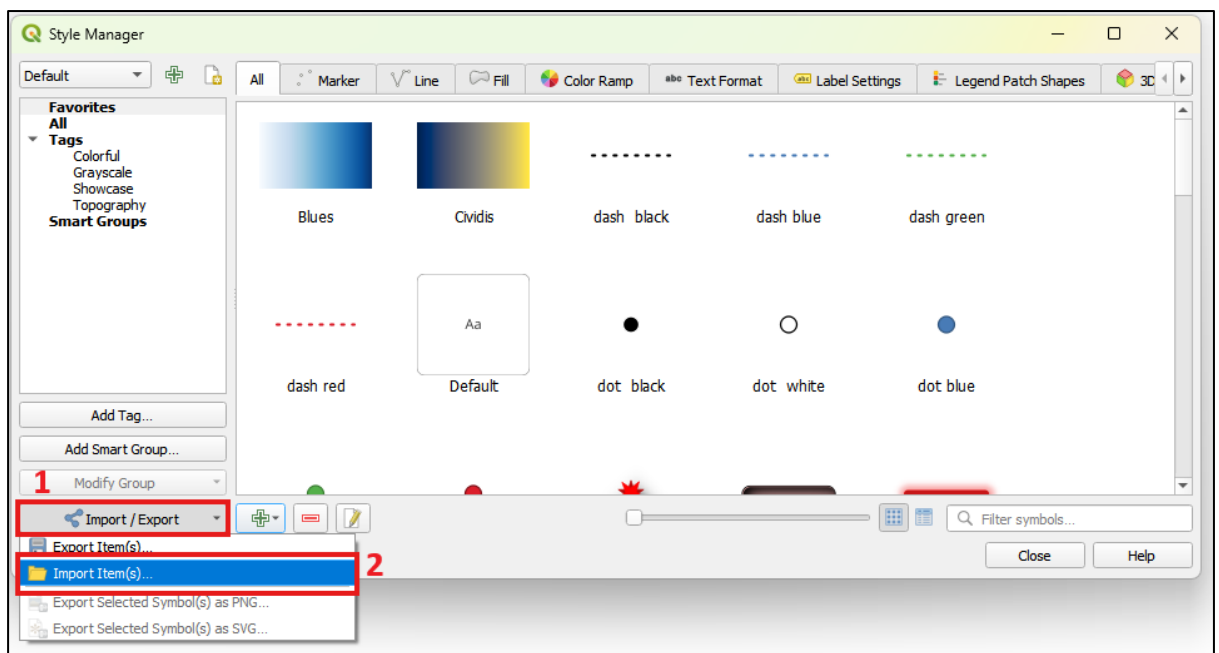 Style Manager
Default
All
Marker
Line
Fill
Color Ramp
abc Text Format
abc Label Settings
Legend Patch Shapes
3D
Favorites
All
Tags
Colorful
Grayscale
Showcase
Topography
Smart Groups
Blues
Cividis
dash black
dash blue
dash green
Aa
dash red
Default
dot black
dot white
dot blue
Add Tag...
Add Smart Group...
1
Modify Group
Import / Export
Filter symbols...
Export Item(s)...
Import Item(s)...
2
Close
Help
Export Selected Symbol(s) as PNG...
Export Selected Symbol(s) as SVG...